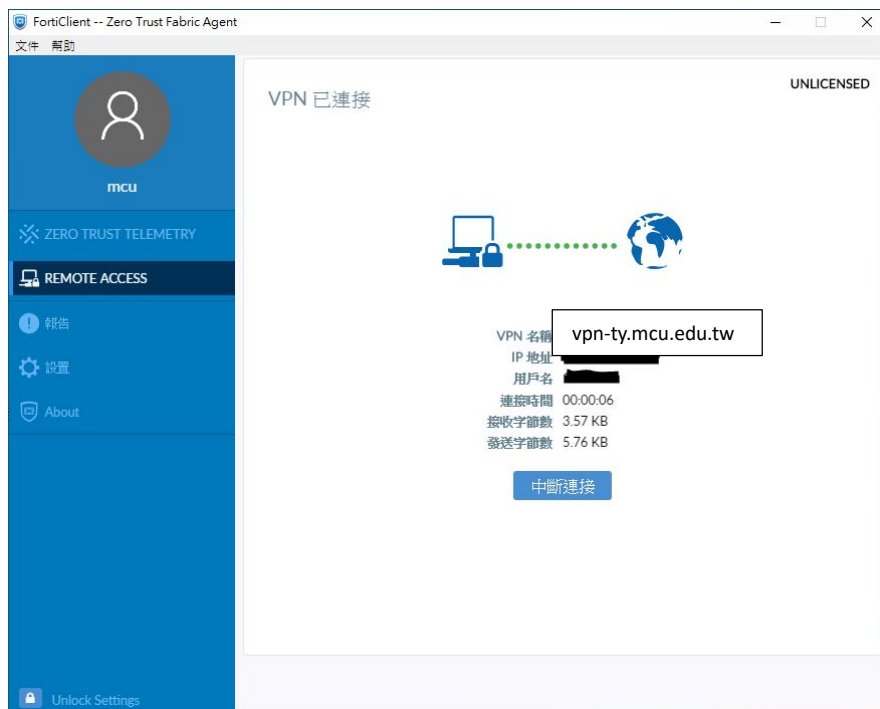 FortiClient -- Zero Trust Fabric Agent
文件 幫助
mcu
ZERO TRUST TELEMETRY
REMOTE ACCESS
報告
設置
About
Unlock Settings
VPN 已連接
UNLICENSED
VPN 名稱 vpn-ty.mcu.edu.tw
IP 地址
用戶名
連接時間 00:00:06
接收字節數 3.57 KB
發送字節數 5.76 KB
中斷連接